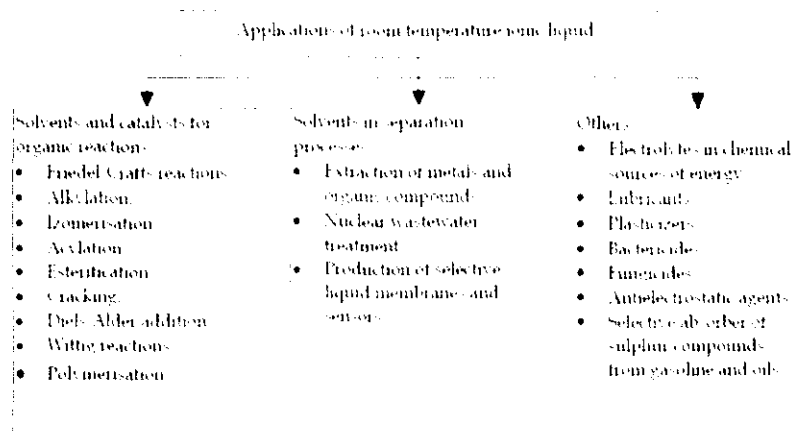 Applications of room temperature ionic liquid
Solvents and catalysts for
organic reactions
• Friedel Crafts reactions
• Alkylation,
• Izomerisation
• Acylation
• Esterification
• Cracking,
• Diels-Alder addition
• Wittig reactions
• Polymerisation
Solvents in separation
processes
• Extraction of metals and
organic compounds
• Nuclear wastewater
treatment
• Production of selective
liquid membranes and
sensors
Others
• Electrolytes in chemical
sources of energy
• Lubricants
• Plasticizers
• Bactericides
• Fungicides
• Antielectrostatic agents
• Selective absorber of
sulphur compounds
from gasoline and oils